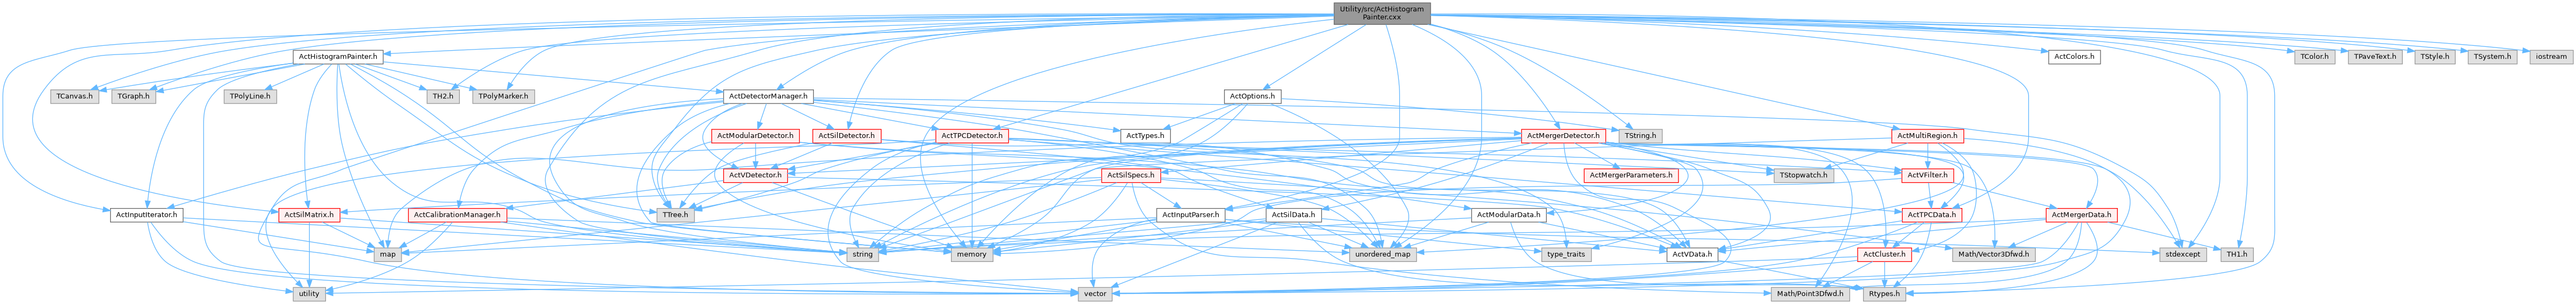 Utility/src/ActHistogram
Painter.cxx
ActHistogramPainter.h
ActColors.h
TColor.h
TPaveText.h
TStyle.h
TSystem.h
iostream
TCanvas.h
TGraph.h
TPolyLine.h
TH2.h
TPolyMarker.h
ActDetectorManager.h
ActOptions.h
ActModularDetector.h
ActSilDetector.h
ActTPCDetector.h
ActTypes.h
ActMergerDetector.h
TString.h
ActMultiRegion.h
ActVDetector.h
ActSilSpecs.h
ActMergerParameters.h
TStopwatch.h
ActVFilter.h
ActInputIterator.h
ActSilMatrix.h
ActCalibrationManager.h
TTree.h
ActInputParser.h
ActSilData.h
ActModularData.h
ActTPCData.h
ActMergerData.h
map
string
memory
unordered_map
type_traits
ActVData.h
ActCluster.h
Math/Vector3Dfwd.h
stdexcept
TH1.h
utility
vector
Math/Point3Dfwd.h
Rtypes.h